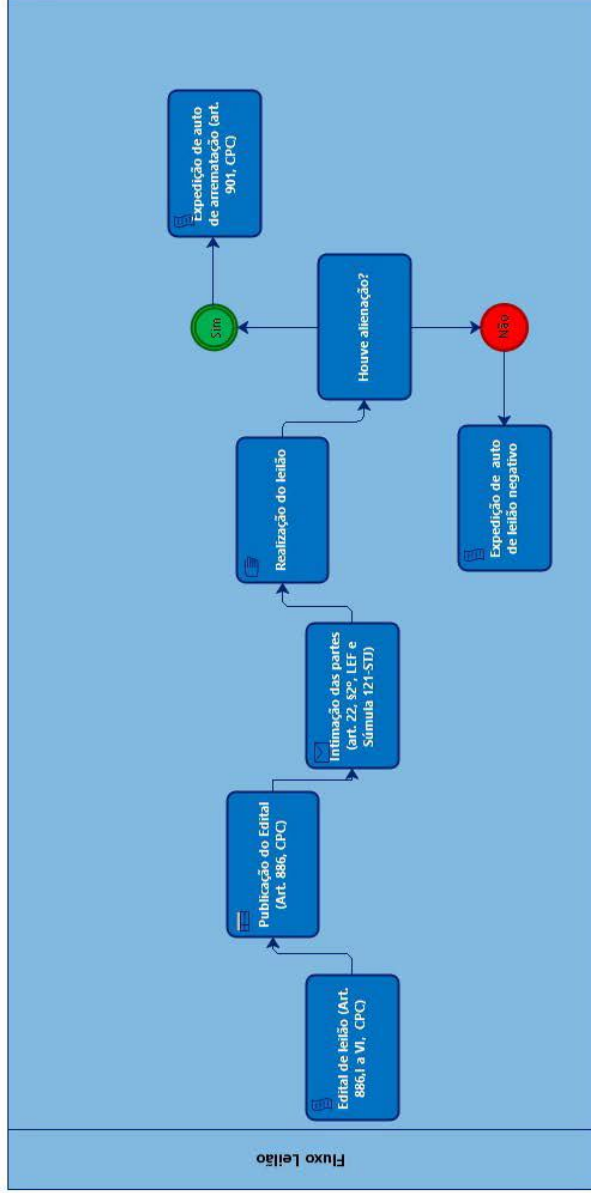 Fluxo Leilão
Edital de leilão (Art.
886,I a VI,  CPC)
Publicação do Edital
(Art. 886, CPC)
Intimação das partes
(art. 22, §2º, LEF e
Súmula 121-STJ)
Realização do leilão
Houve alienação?
Sim
Expedição de auto
de arrematação (art.
901, CPC)
Não
Expedição de  auto
de leilão negativo